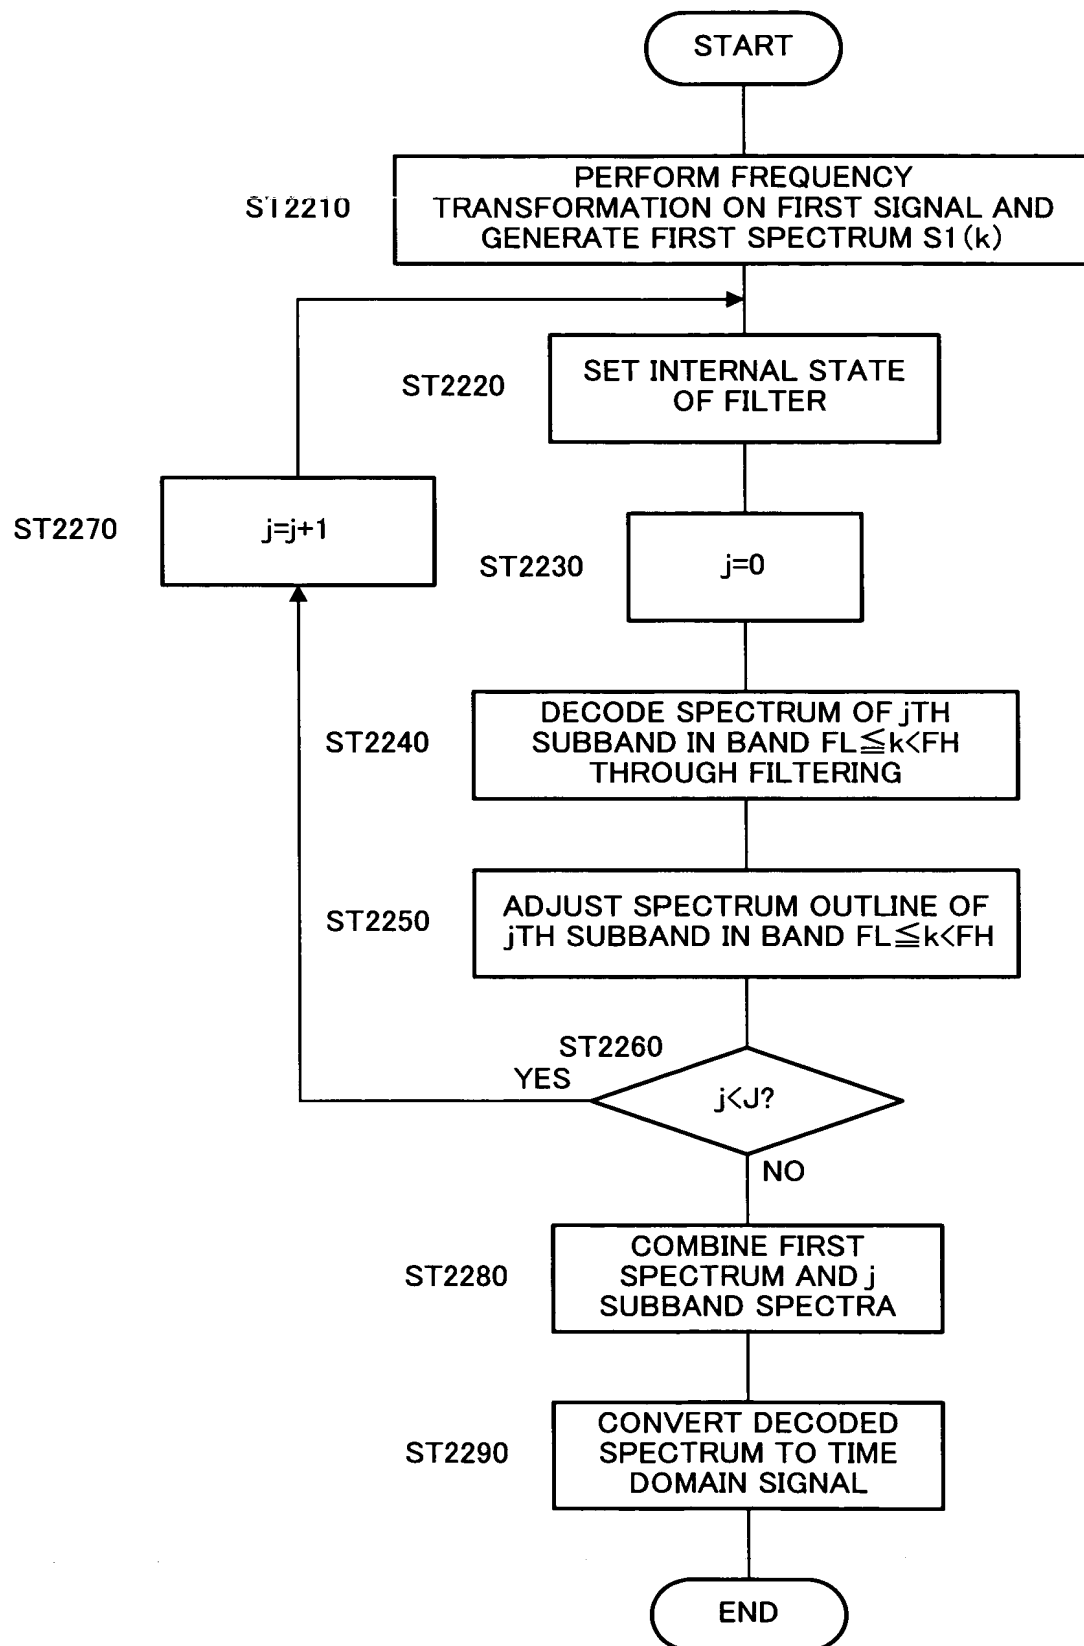 START
ST2210
PERFORM FREQUENCY
TRANSFORMATION ON FIRST SIGNAL AND
GENERATE FIRST SPECTRUM S1(k)
ST2220
SET INTERNAL STATE
OF FILTER
ST2270
j=j+1
ST2230
j=0
ST2240
DECODE SPECTRUM OF jTH
SUBBAND IN BAND FL≦k<FH
THROUGH FILTERING
ST2250
ADJUST SPECTRUM OUTLINE OF
jTH SUBBAND IN BAND FL≦k<FH
ST2260
YES
j<J?
NO
ST2280
COMBINE FIRST
SPECTRUM AND j
SUBBAND SPECTRA
ST2290
CONVERT DECODED
SPECTRUM TO TIME
DOMAIN SIGNAL
END